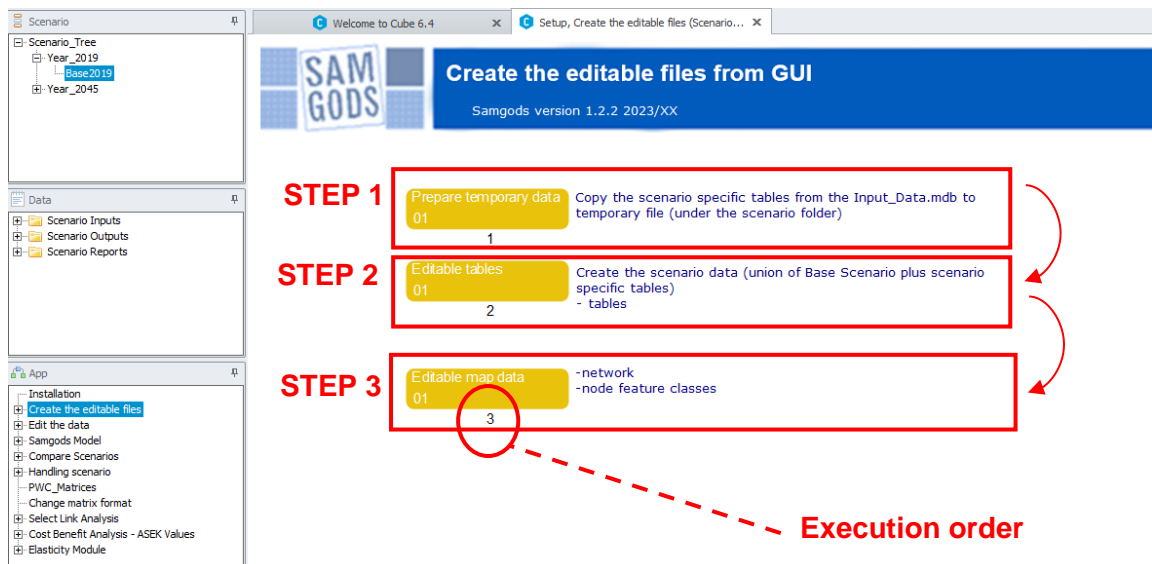 Scenario
Scenario_Tree
Year_2019
Base2019
Year_2045
Data
Scenario Inputs
Scenario Outputs
Scenario Reports
App
Installation
Create the editable files
Edit the data
Samgods Model
Compare Scenarios
Handling scenario
PWC_Matrices
Change matrix format
Select Link Analysis
Cost Benefit Analysis - ASEK Values
Elasticity Module
Welcome to Cube 6.4
Setup, Create the editable files (Scenario...
SAM
GODS
Create the editable files from GUI
Samgods version 1.2.2 2023/XX
STEP 1
Prepare temporary data
01
1
Copy the scenario specific tables from the Input_Data.mdb to
temporary file (under the scenario folder)
STEP 2
Editable tables
01
2
Create the scenario data (union of Base Scenario plus scenario
specific tables)
- tables
STEP 3
Editable map data
01
3
-network
-node feature classes
Execution order